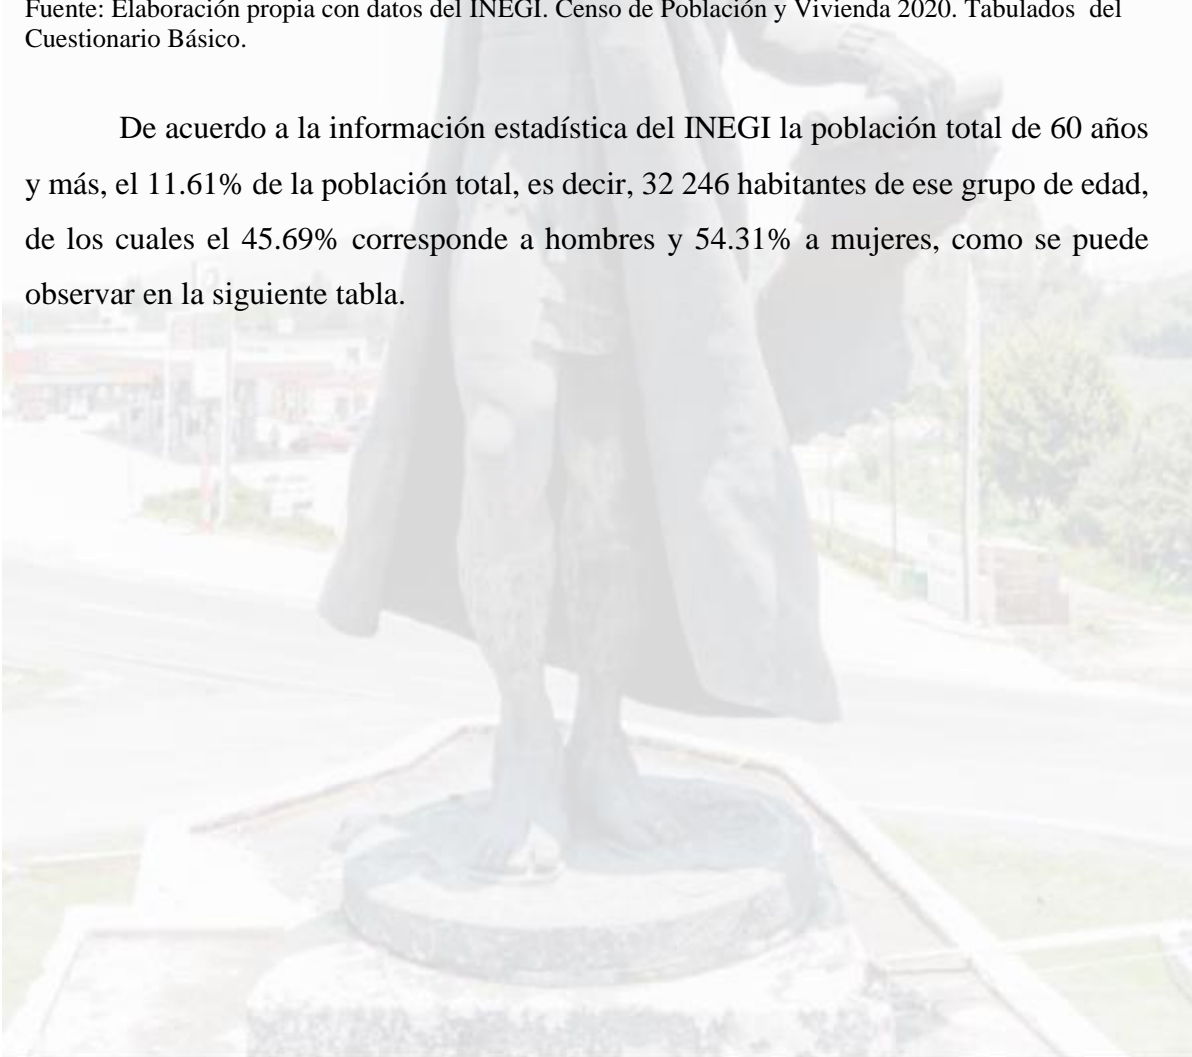 Fuente: Elaboración propia con datos del INEGI. Censo de Población y Vivienda 2020. Tabulados del
Cuestionario Básico.
De acuerdo a la información estadística del INEGI la población total de 60 años
y más, el 11.61% de la población total, es decir, 32 246 habitantes de ese grupo de edad,
de los cuales el 45.69% corresponde a hombres y 54.31% a mujeres, como se puede
observar en la siguiente tabla.